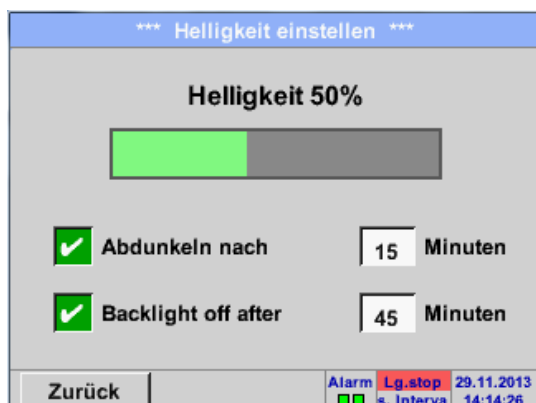 *** Helligkeit einstellen ***
Helligkeit 50%
Abdunkeln nach 15 Minuten
Backlight off after 45 Minuten
Zurück
Alarm Lg.stop 29.11.2013
s. Interva 14:14:26